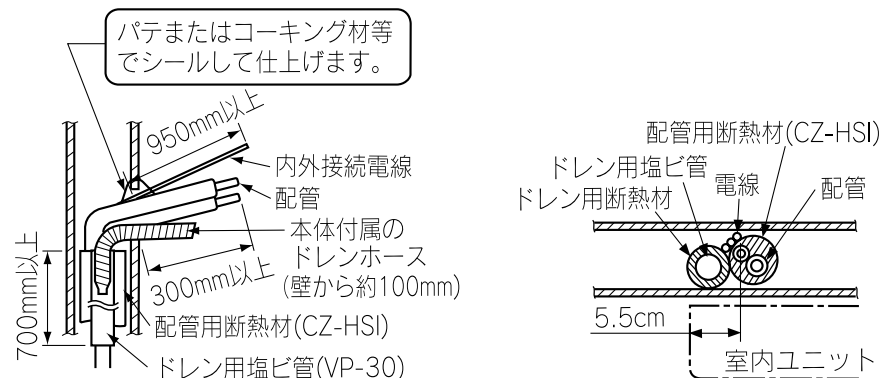 パテまたはコーキング材等
でシールして仕上げます。
950mm以上
内外接続電線
配管
本体付属の
ドレンホース
(壁から約100mm)
300mm以上
700mm以上
配管用断熱材(CZ-HSI)
ドレン用塩ビ管(VP-30)
配管用断熱材(CZ-HSI)
ドレン用塩ビ管
電線
配管
ドレン用断熱材
5.5cm
室内ユニット